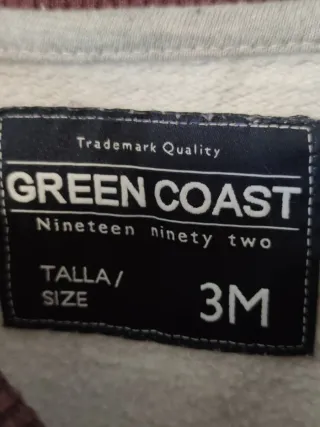 Trademark Quality
GREEN COAST
Nineteen ninety two
TALLA/
SIZE
3M